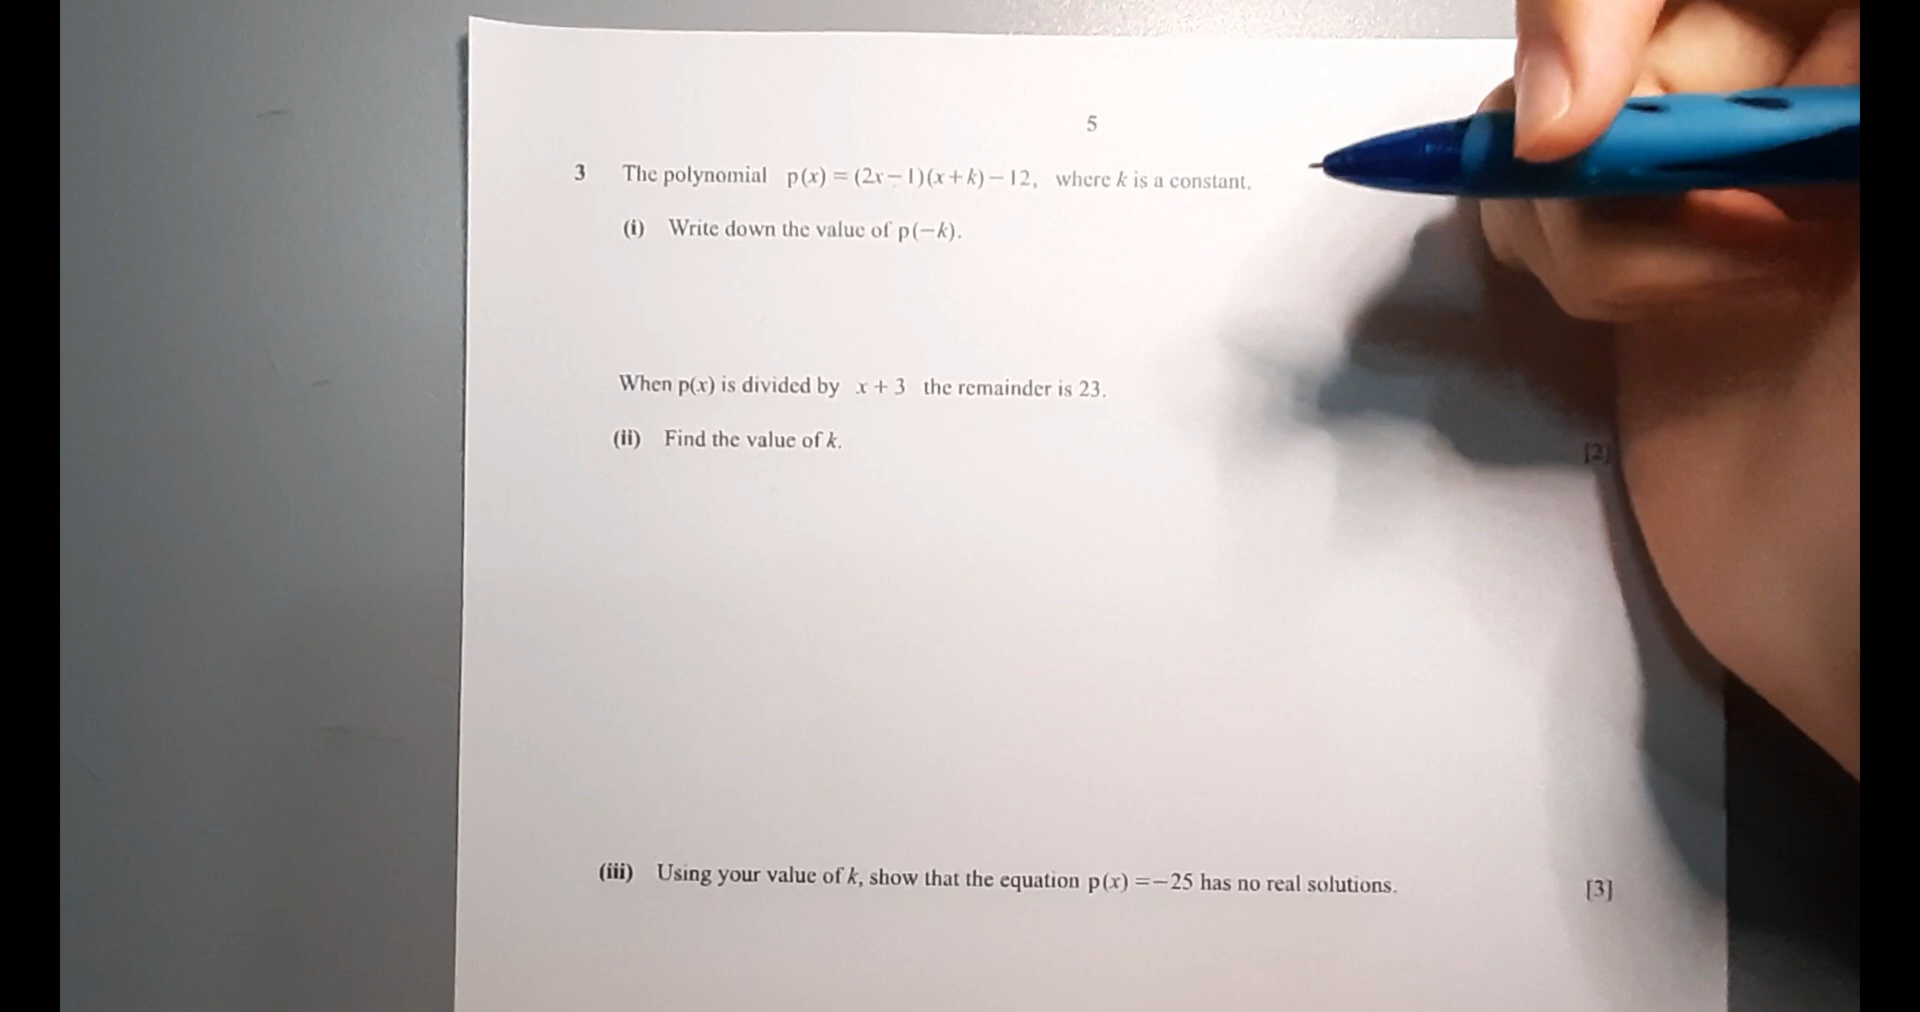 5
3 The polynomial p(x) = (2x − 1)(x + k) − 12, where k is a constant.
(i) Write down the value of p(−k).
When p(x) is divided by x + 3 the remainder is 23.
(ii) Find the value of k.
[2]
(iii) Using your value of k, show that the equation p(x) = −25 has no real solutions.
[3]